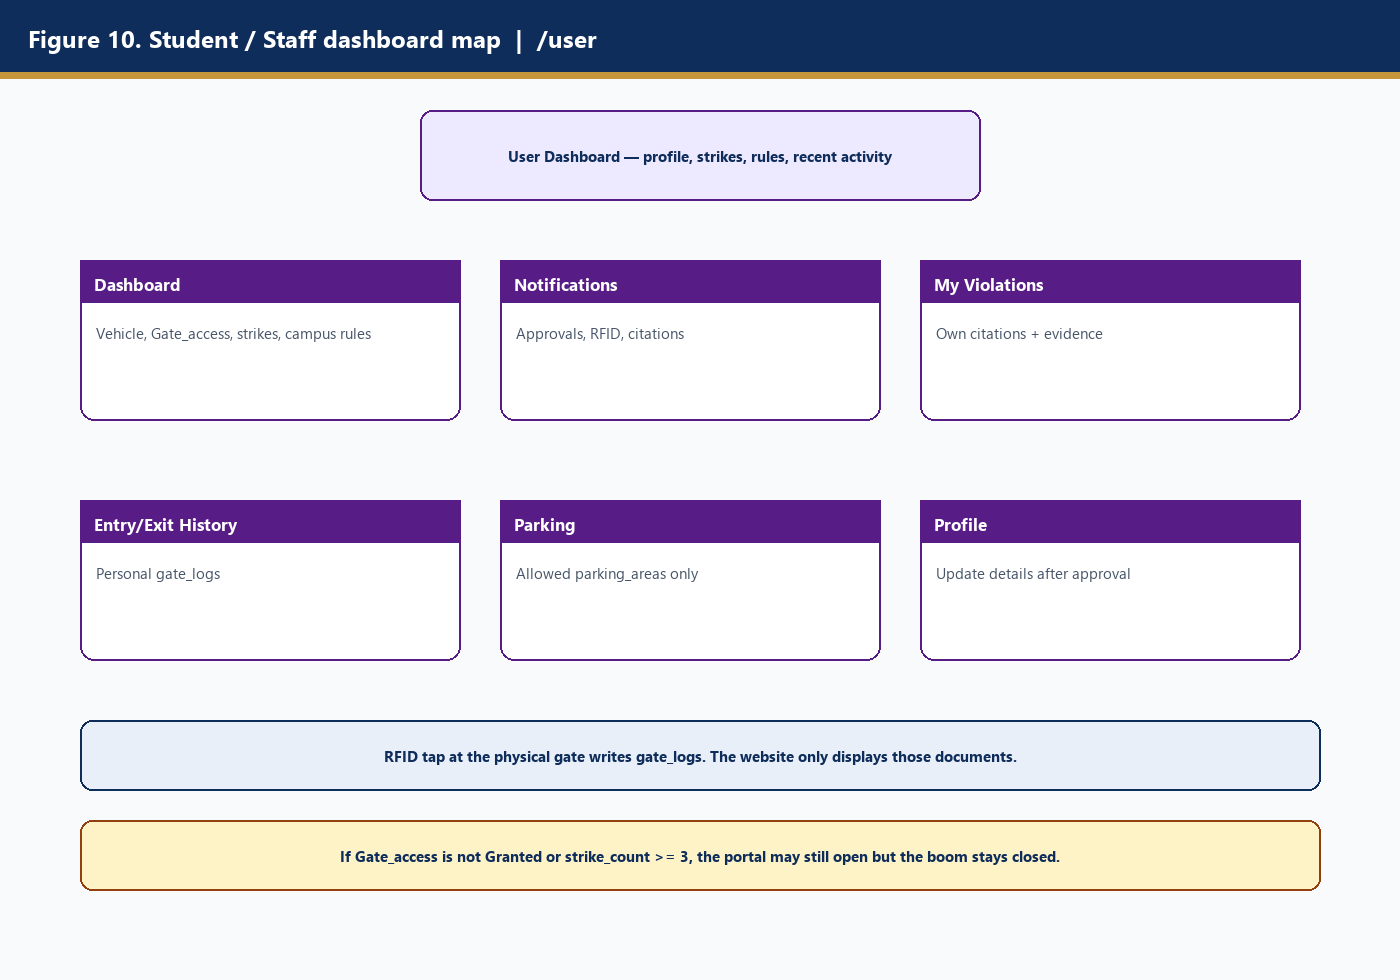 Figure 10. Student / Staff dashboard map | /user
User Dashboard — profile, strikes, rules, recent activity
Dashboard
Vehicle, Gate_access, strikes, campus rules
Notifications
Approvals, RFID, citations
My Violations
Own citations + evidence
Entry/Exit History
Personal gate_logs
Parking
Allowed parking_areas only
Profile
Update details after approval
RFID tap at the physical gate writes gate_logs. The website only displays those documents.
If Gate_access is not Granted or strike_count >= 3, the portal may still open but the boom stays closed.